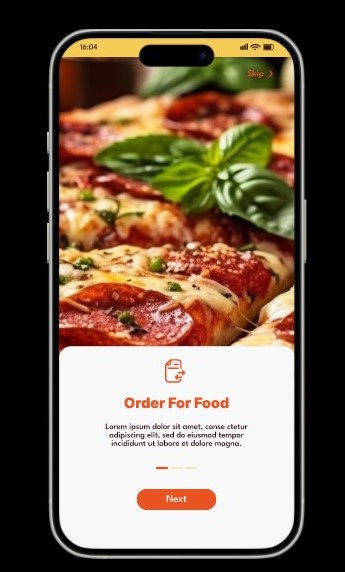 16:04
Skip
Order For Food
Lorem ipsum dolor sit amet, conse ctetur
adipiscing elit, sed do eiusmod tempor
incididunt ut labore et dolore magna.
Next